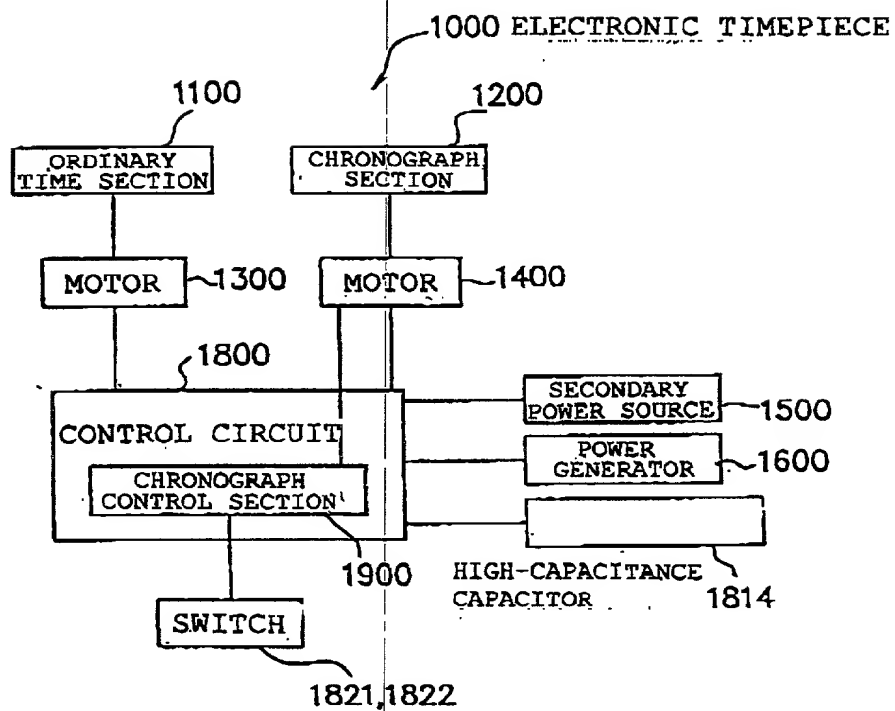 1000 ELECTRONIC TIMEPIECE
1100
1200
ORDINARY
TIME SECTION
CHRONOGRAPH
SECTION
MOTOR
1300
MOTOR
1400
1800
CONTROL CIRCUIT
CHRONOGRAPH
CONTROL SECTION
1900
SECONDARY
POWER SOURCE
1500
POWER
GENERATOR
1600
HIGH-CAPACITANCE
CAPACITOR
1814
SWITCH
1821,1822